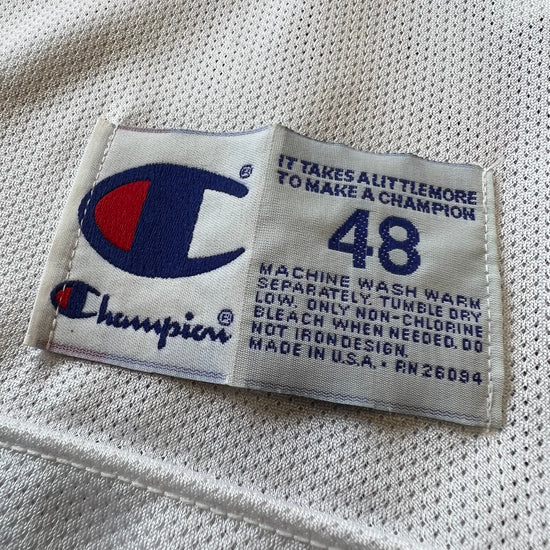 ®
Champion®
IT TAKES A LITTLE MORE
TO MAKE A CHAMPION
48
MACHINE WASH WARM
SEPARATELY, TUMBLE DRY
LOW. ONLY NON-CHLORINE
BLEACH WHEN NEEDED. DO
NOT IRON DESIGN.
MADE IN U.S.A. • RN 26094